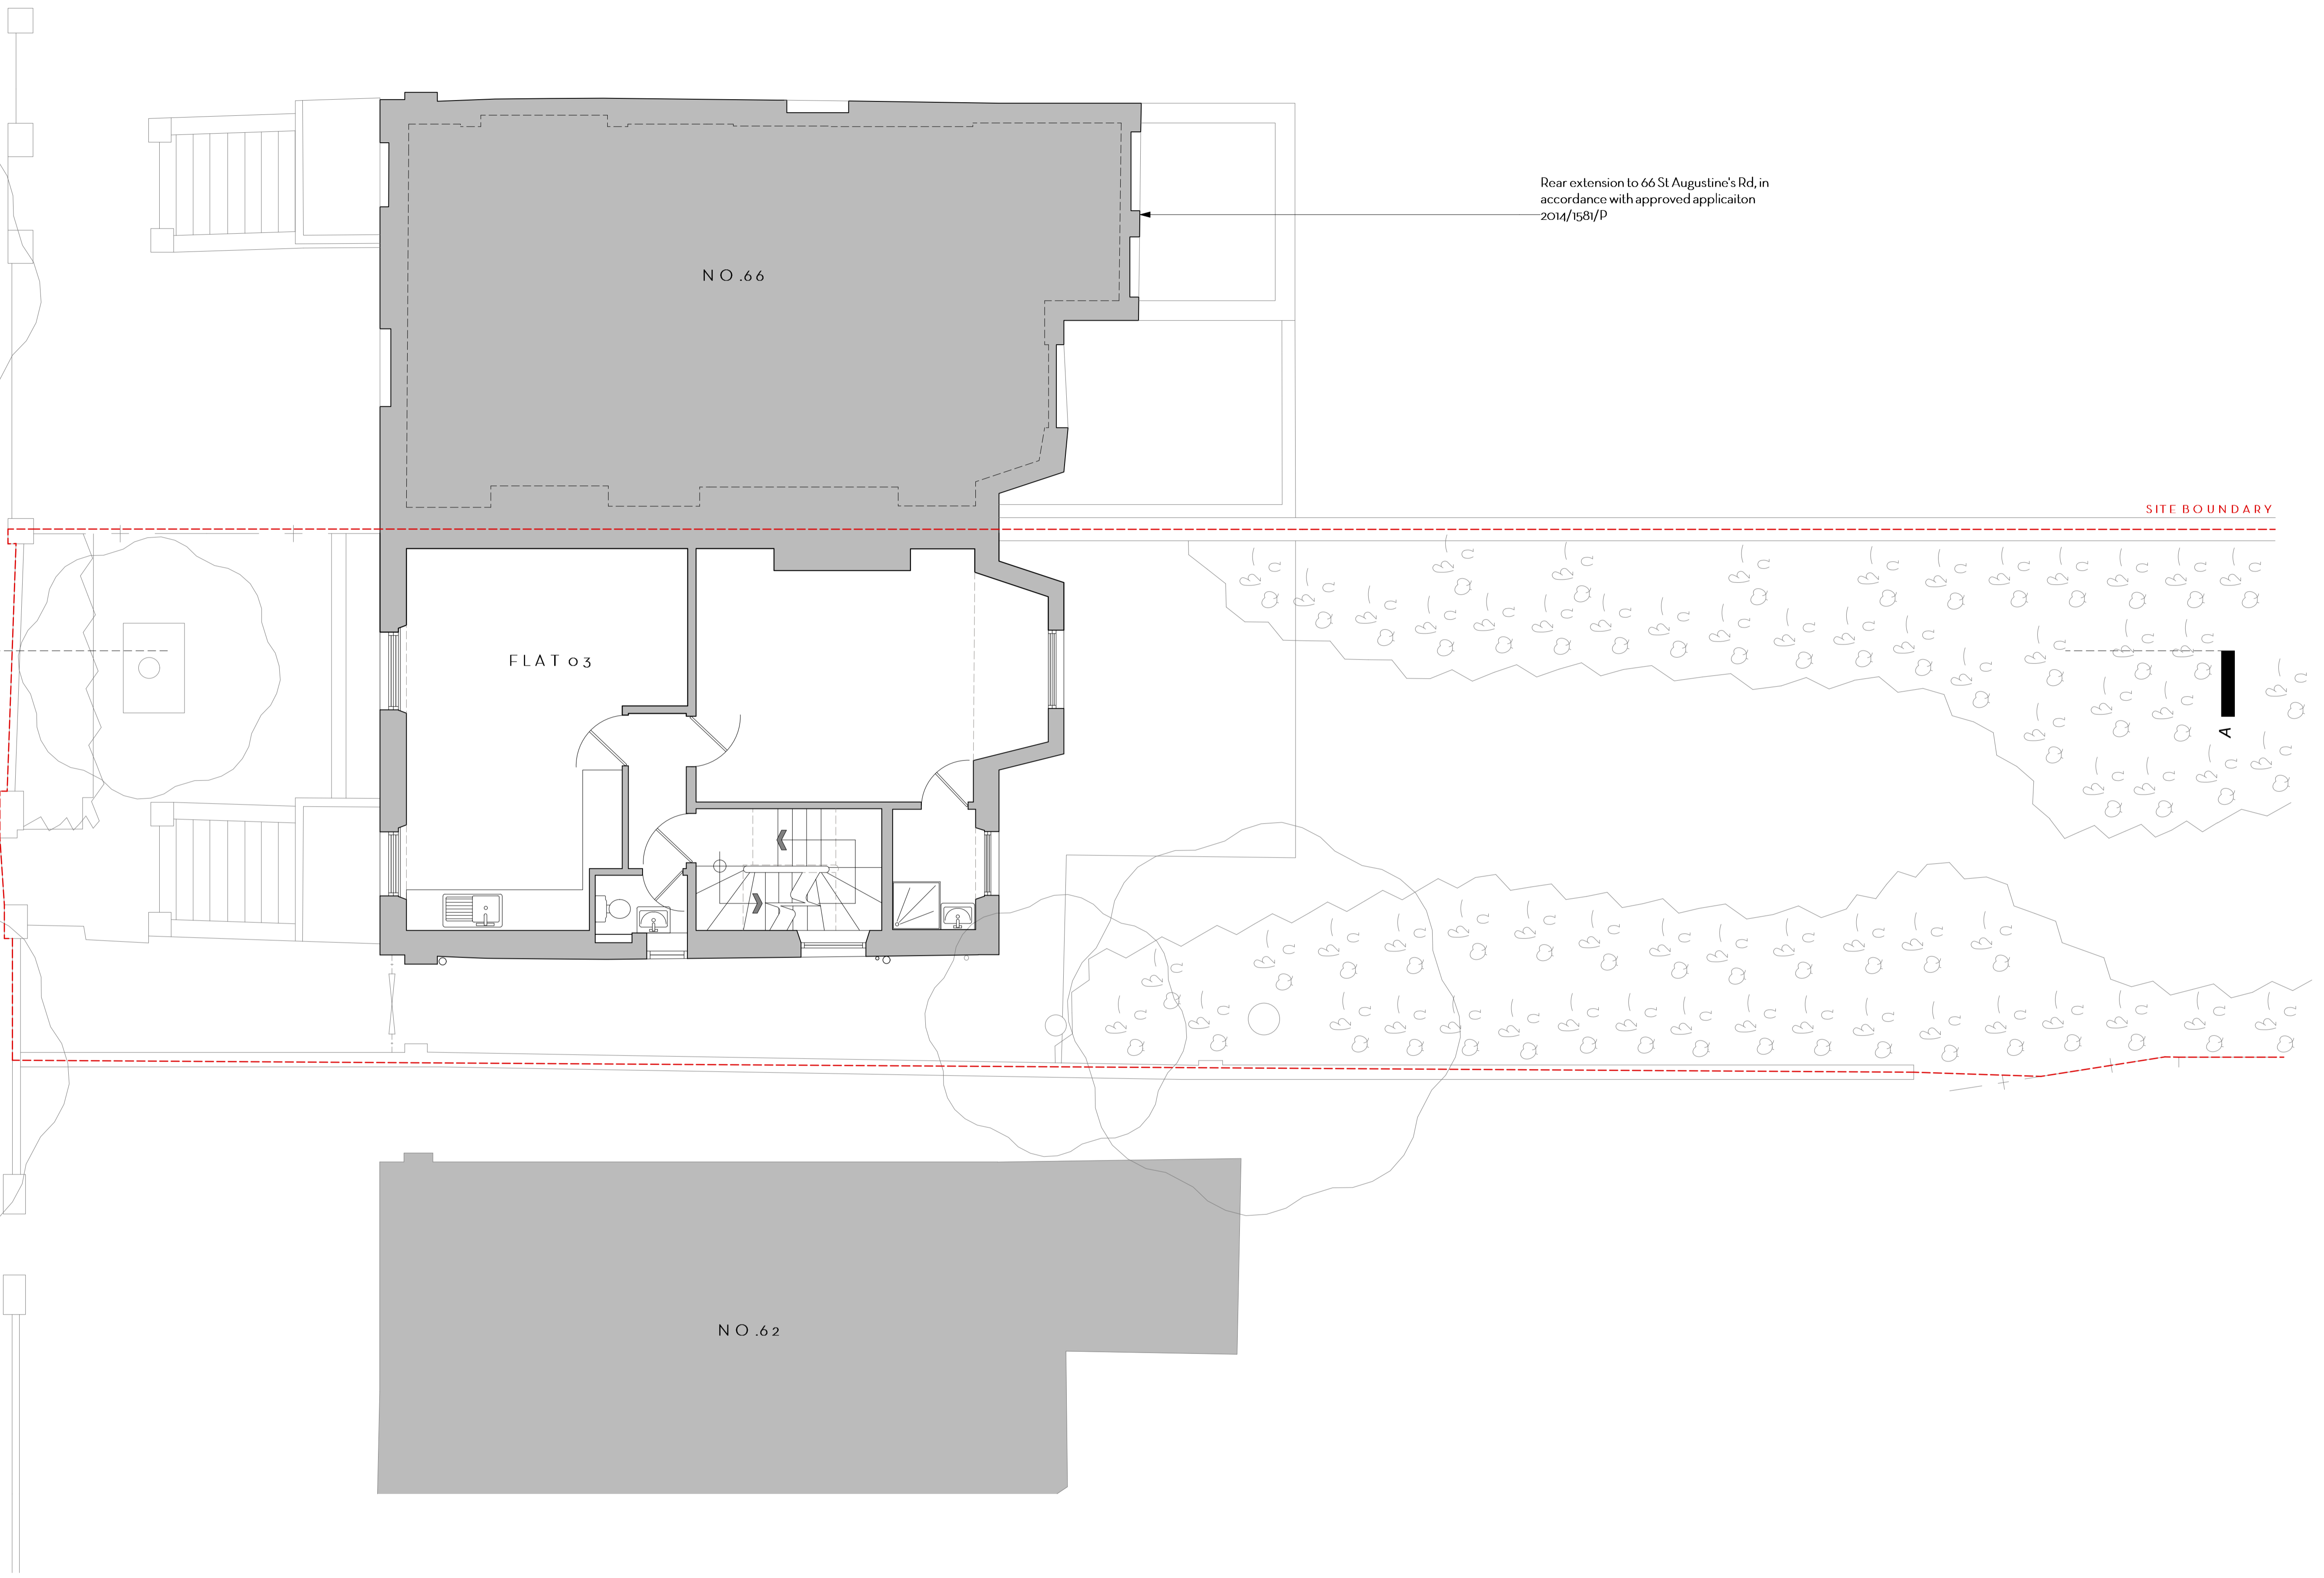 Rear extension to 66 St Augustine's Rd, in
accordance with approved applicaiton
2014/1581/P
NO.66
SITE BOUNDARY
FLAT 03
A
NO.62